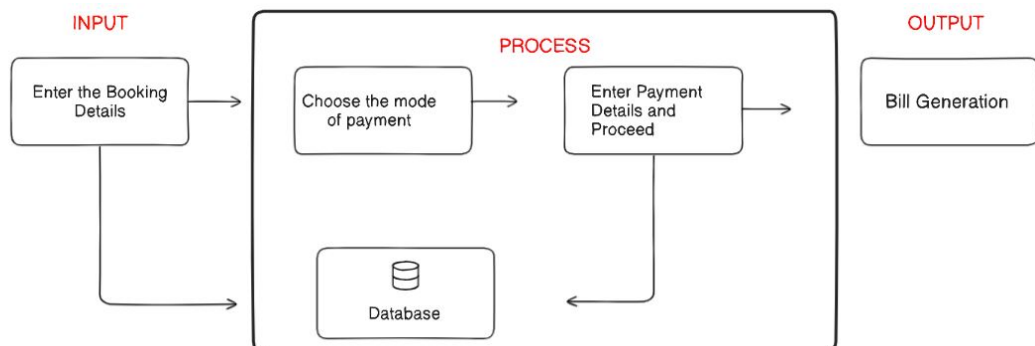 INPUT
PROCESS
OUTPUT
Enter the Booking
Details
Choose the mode
of payment
Enter Payment
Details and
Proceed
Bill Generation
Database